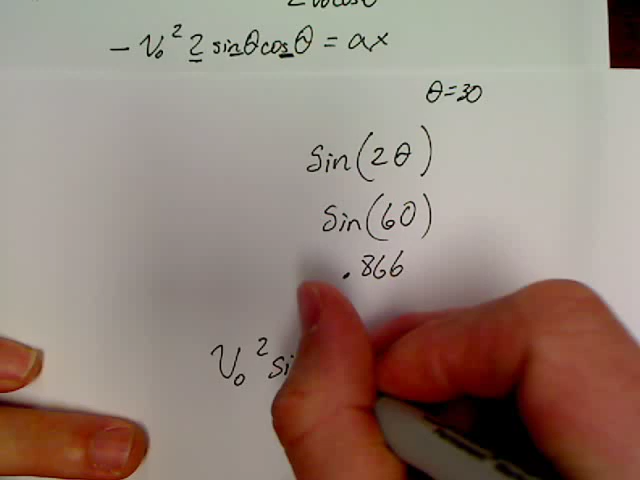 - V₀² 2 sinθcosθ = ax
θ=30
Sin(2θ)
Sin(60)
.866
V₀² si